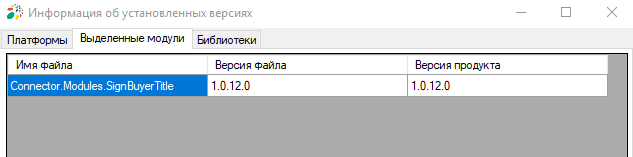 Информация об установленных версиях
Платформы Выделенные модули Библиотеки
Имя файла Версия файла Версия продукта
Connector.Modules.SignBuyerTitle 1.0.12.0 1.0.12.0